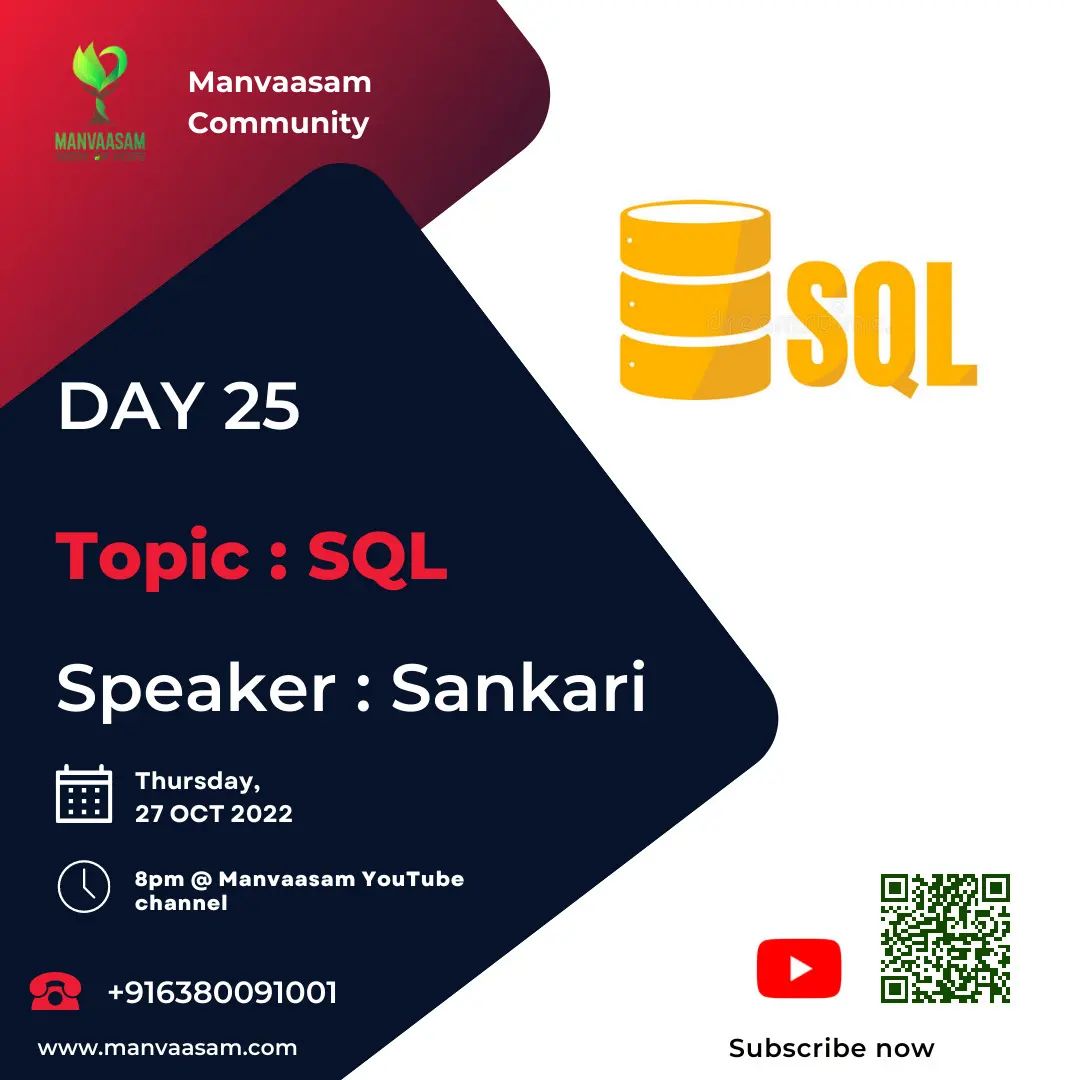 Manvaasam
Community
MANVAASAM
SQL
DAY 25
Topic : SQL
Speaker : Sankari
Thursday,
27 OCT 2022
8pm @ Manvaasam YouTube
channel
+916380091001
www.manvaasam.com
Subscribe now